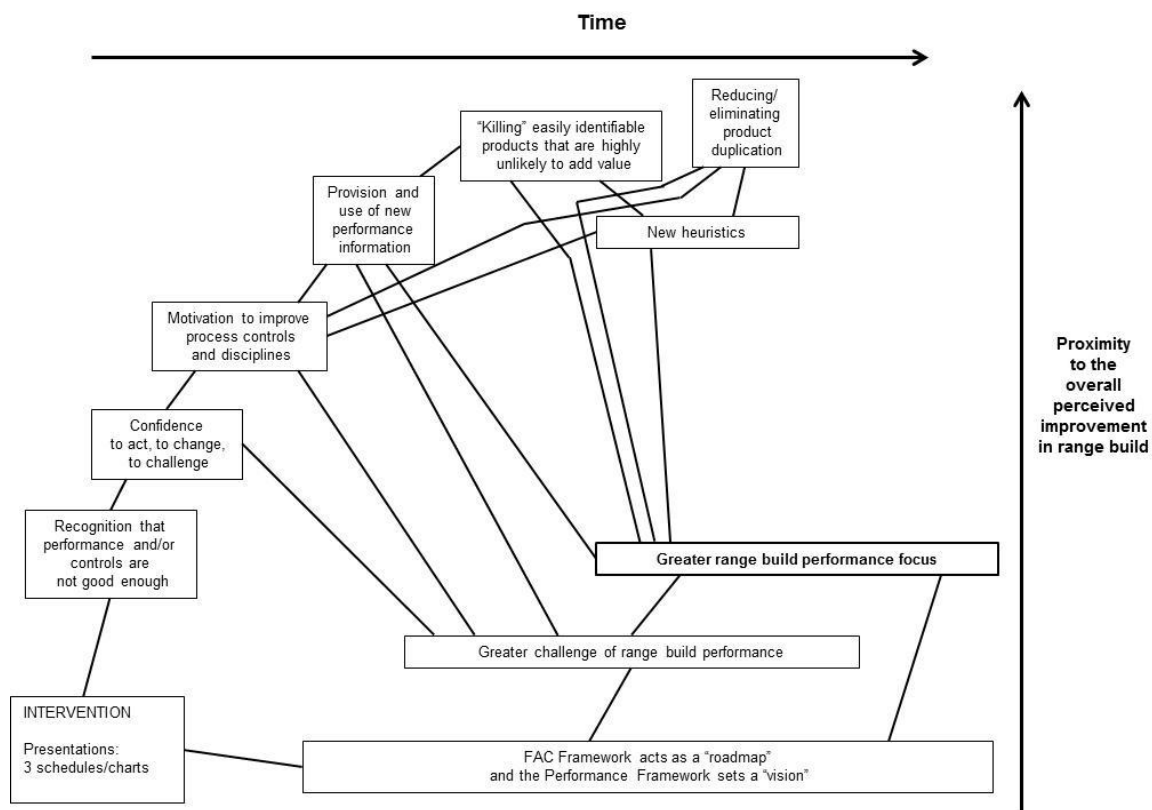 Time
Reducing/
eliminating
product
duplication
“Killing” easily identifiable
products that are highly
unlikely to add value
Provision and
use of new
performance
information
New heuristics
Motivation to improve
process controls
and disciplines
Proximity
to the
overall
perceived
improvement
in range build
Confidence
to act, to change,
to challenge
Recognition that
performance and/or
controls are
not good enough
Greater range build performance focus
Greater challenge of range build performance
INTERVENTION
Presentations:
3 schedules/charts
FAC Framework acts as a “roadmap”
and the Performance Framework sets a “vision”